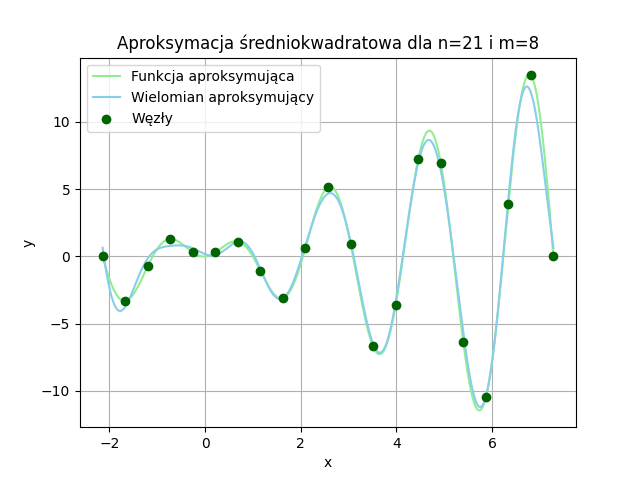 Aproksymacja średniokwadratowa dla n=21 i m=8
Funkcja aproksymująca
Wielomian aproksymujący
Węzły
y
10
5
0
−5
−10
−2
0
2
4
6
x